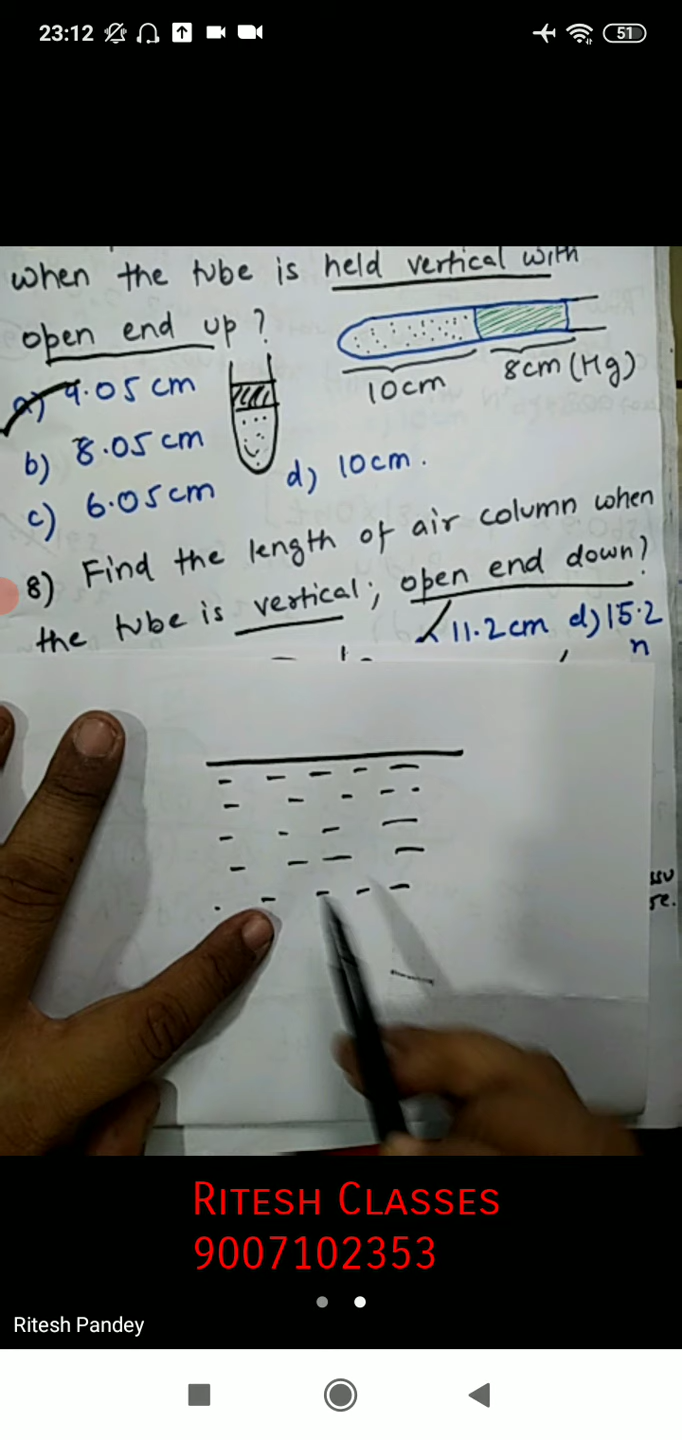 23:12
51
when the tube is held vertical with
open end up?
a) 9.05 cm
10cm
8cm (Hg)
b) 8.05 cm
c) 6.05cm
d) 10cm.
8) Find the length of air column when
the tube is vertical; open end down?
11.2cm d) 15.2
RITESH CLASSES
9007102353
Ritesh Pandey